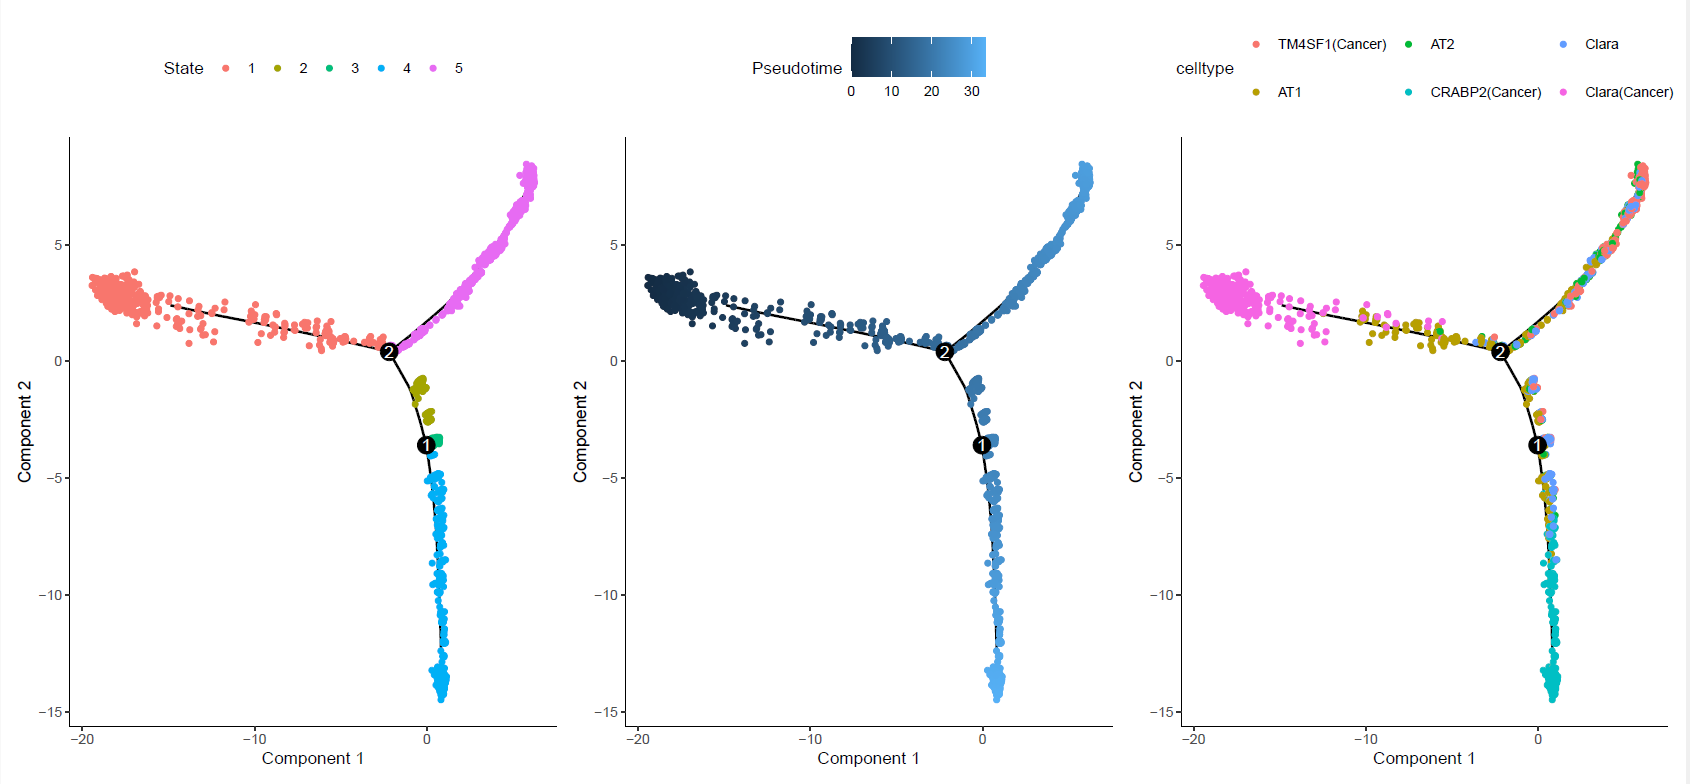 State 1 2 3 4 5
Pseudotime
0 10 20 30
celltype
TM4SF1(Cancer) AT2 Clara
AT1 CRABP2(Cancer) Clara(Cancer)
Component 2
5
0
−5
−10
−15
2
1
−20 −10 0
Component 1
Component 2
5
0
−5
−10
−15
2
1
−20 −10 0
Component 1
Component 2
5
0
−5
−10
−15
2
1
−20 −10 0
Component 1